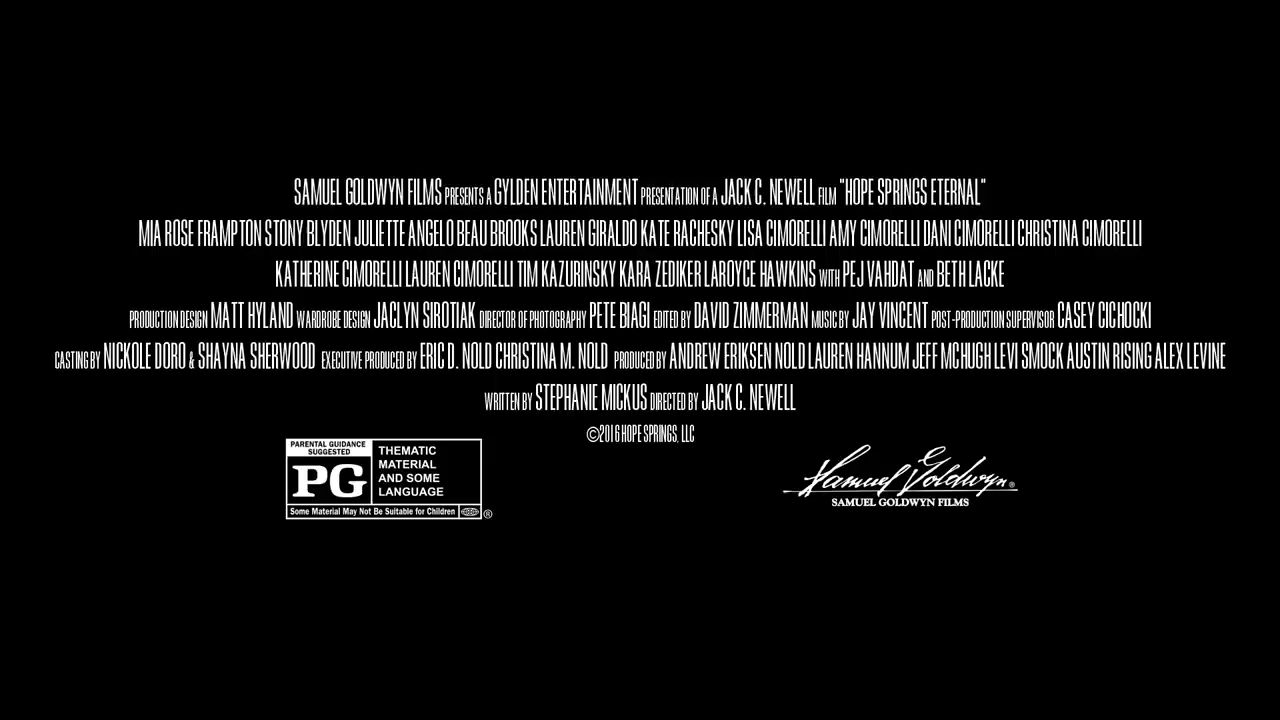 SAMUEL GOLDWYN FILMS PRESENTS A GYLDEN ENTERTAINMENT PRESENTATION OF A JACK C. NEWELL FILM "HOPE SPRINGS ETERNAL"
MIA ROSE FRAMPTON STONY BLYDEN JULIETTE ANGELO BEAU BROOKS LAUREN GIRALDO KATE RACHESKY LISA CIMORELLI AMY CIMORELLI DANI CIMORELLI CHRISTINA CIMORELLI
KATHERINE CIMORELLI LAUREN CIMORELLI TIM KAZURINSKY KARA ZEDIKER LAROYCE HAWKINS WITH PEJ VAHDAT AND BETH LACKE
PRODUCTION DESIGN MATT HYLAND WARDROBE DESIGN JACLYN SIROTIAK DIRECTOR OF PHOTOGRAPHY PETE BIAGI EDITED BY DAVID ZIMMERMAN MUSIC BY JAY VINCENT POST-PRODUCTION SUPERVISOR CASEY CICHOCKI
CASTING BY NICKOLE DORO & SHAYNA SHERWOOD EXECUTIVE PRODUCED BY ERIC D. NOLD CHRISTINA M. NOLD PRODUCED BY ANDREW ERIKSEN NOLD LAUREN HANNUM JEFF MCHUGH LEVI SMOCK AUSTIN RISING ALEX LEVINE
WRITTEN BY STEPHANIE MICKUS DIRECTED BY JACK C. NEWELL
©2016 HOPE SPRINGS, LLC
PARENTAL GUIDANCE
SUGGESTED
PG
THEMATIC
MATERIAL
AND SOME
LANGUAGE
Some Material May Not Be Suitable for Children ®
Samuel Goldwyn®
SAMUEL GOLDWYN FILMS